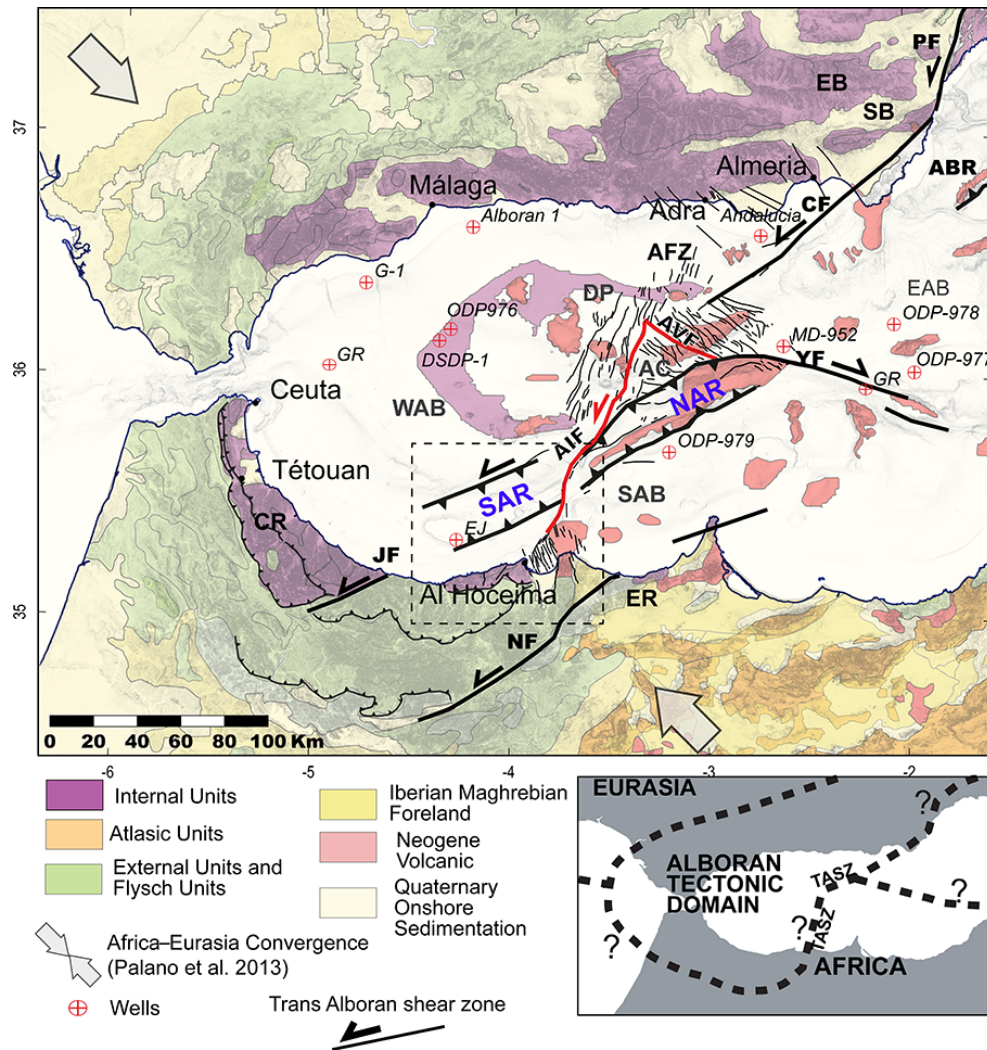 PF
EB
SB
37
Almeria
Málaga
ABR
Adra
CF
Alboran 1
Andalucia
AFZ
G-1
DP
EAB
ODP-978
ODP976
AVF
MD-952
DSDP-1
YF
36
GR
AC
ODP-977
GR
Ceuta
WAB
NAR
AIF
ODP-979
Tétouan
SAR
SAB
CR
EJ
JF
Al Hoceima
ER
35
NF
0 20 40 60 80 100 Km
-6 -5 -4 -3 -2
Internal Units
Atlasic Units
External Units and
Flysch Units
Africa–Eurasia Convergence
(Palano et al. 2013)
Wells
Iberian Maghrebian
Foreland
Neogene
Volcanic
Quaternary
Onshore
Sedimentation
Trans Alboran shear zone
EURASIA
?
ALBORAN
TECTONIC
DOMAIN
TASZ
?
?
TASZ
?
AFRICA